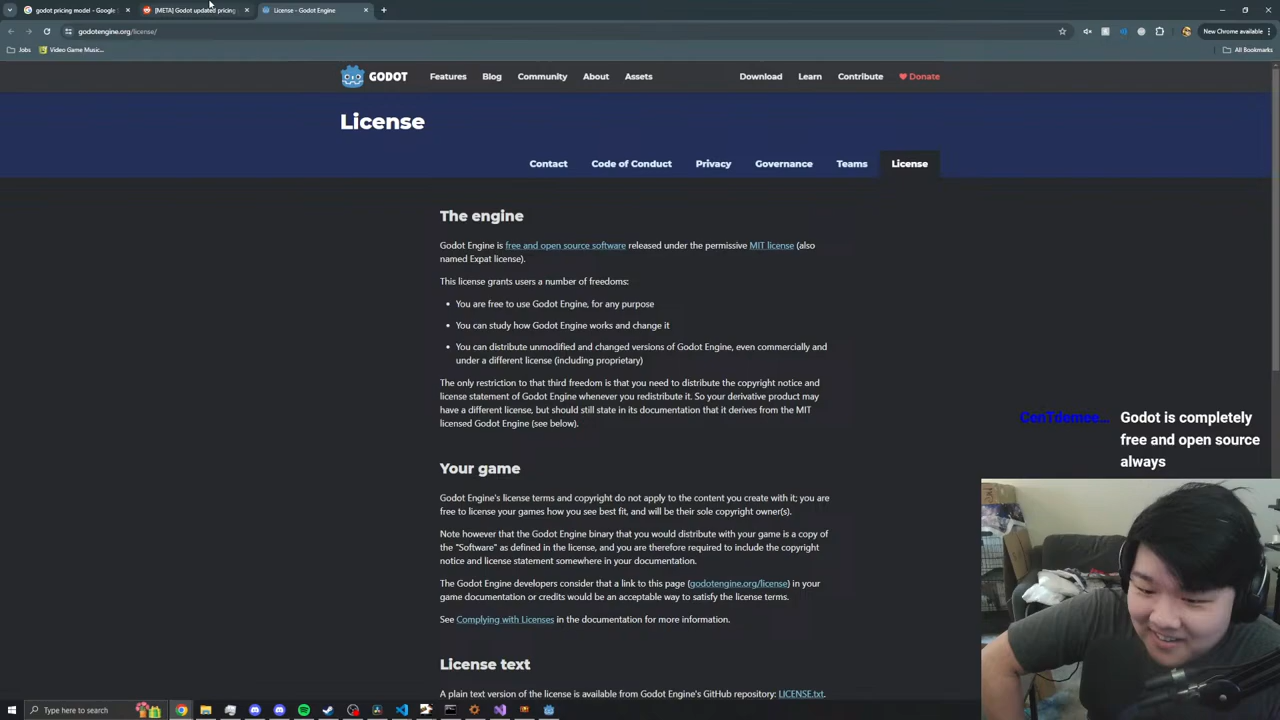 godot pricing model - Google S
[META] Godot updated pricing
License - Godot Engine
godotengine.org/license/
New Chrome available
Jobs
Video Game Music...
All Bookmarks
GODOT
Features
Blog
Community
About
Assets
Download
Learn
Contribute
Donate
License
Contact
Code of Conduct
Privacy
Governance
Teams
License
The engine
Godot Engine is free and open source software released under the permissive MIT license (also
named Expat license).
This license grants users a number of freedoms:
• You are free to use Godot Engine, for any purpose
• You can study how Godot Engine works and change it
• You can distribute unmodified and changed versions of Godot Engine, even commercially and
under a different license (including proprietary)
The only restriction to that third freedom is that you need to distribute the copyright notice and
license statement of Godot Engine whenever you redistribute it. So your derivative product may
have a different license, but should still state in its documentation that it derives from the MIT
licensed Godot Engine (see below).
Godot is completely
free and open source
always
Your game
Godot Engine's license terms and copyright do not apply to the content you create with it; you are
free to license your games how you see best fit, and will be their sole copyright owner(s).
Note however that the Godot Engine binary that you would distribute with your game is a copy of
the "Software" as defined in the license, and you are therefore required to include the copyright
notice and license statement somewhere in your documentation.
The Godot Engine developers consider that a link to this page (godotengine.org/license) in your
game documentation or credits would be an acceptable way to satisfy the license terms.
See Complying with Licenses in the documentation for more information.
License text
A plain text version of the license is available from Godot Engine's GitHub repository: LICENSE.txt.
Type here to search